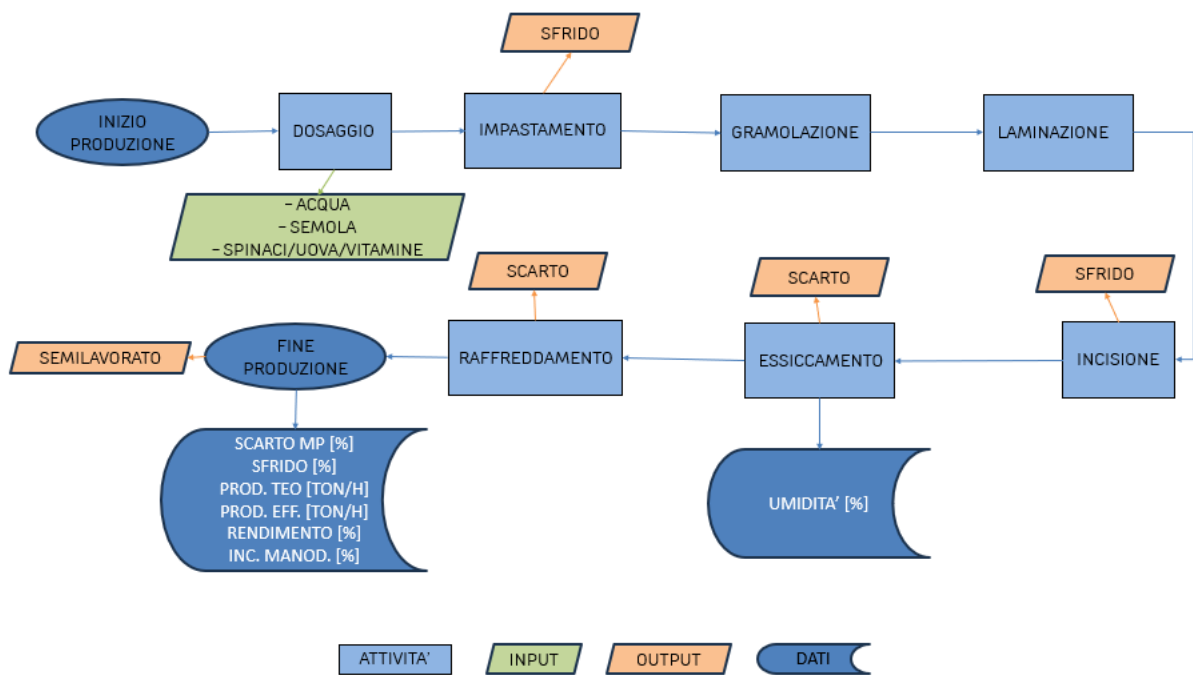 SFRIDO
INIZIO
PRODUZIONE
DOSAGGIO
IMPASTAMENTO
GRAMOLAZIONE
LAMINAZIONE
– ACQUA
– SEMOLA
– SPINACI/UOVA/VITAMINE
SCARTO
SCARTO
SFRIDO
SEMILAVORATO
FINE
PRODUZIONE
RAFFREDDAMENTO
ESSICCAMENTO
INCISIONE
SCARTO MP [%]
SFRIDO [%]
PROD. TEO [TON/H]
PROD. EFF. [TON/H]
RENDIMENTO [%]
INC. MANOD. [%]
UMIDITA’ [%]
ATTIVITA’
INPUT
OUTPUT
DATI